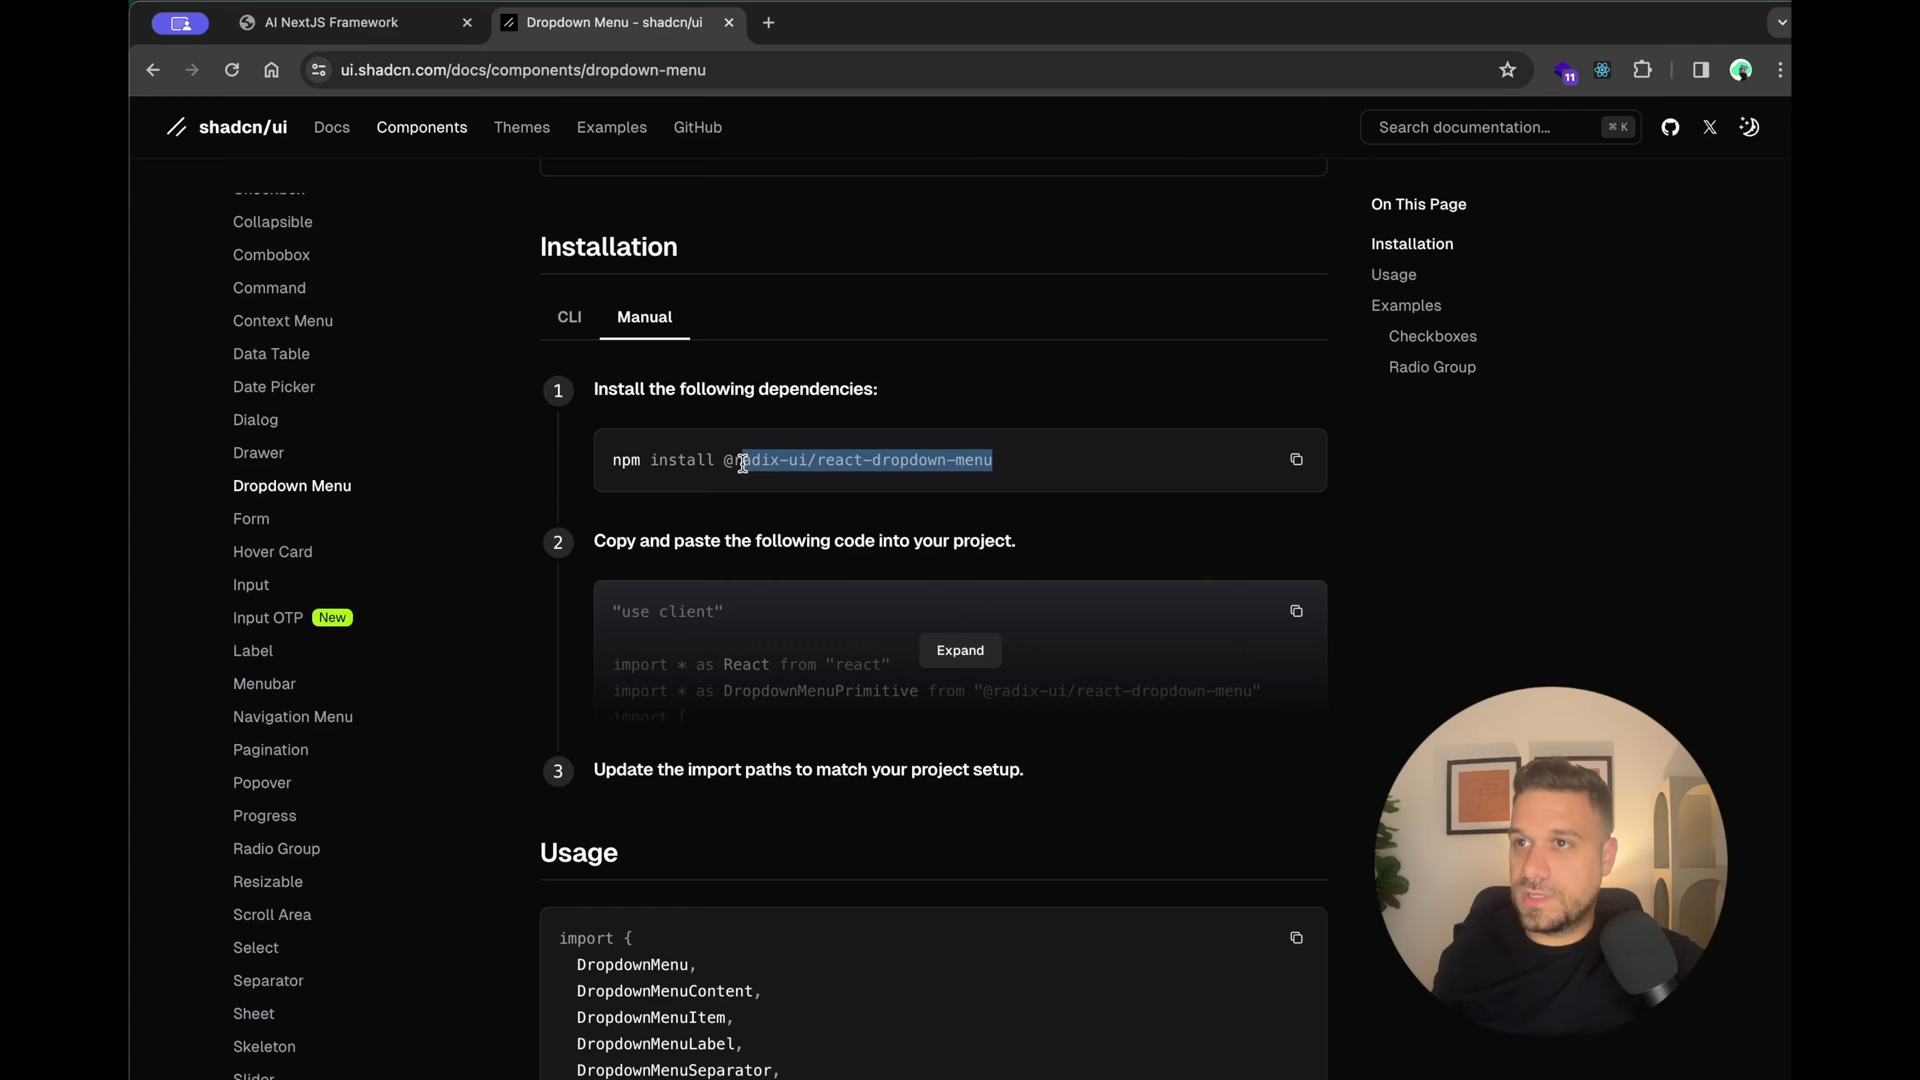 AI NextJS Framework
Dropdown Menu - shadcn/ui
ui.shadcn.com/docs/components/dropdown-menu
11
shadcn/ui
Docs
Components
Themes
Examples
GitHub
Search documentation...
⌘ K
Checkbox
Collapsible
Combobox
Command
Context Menu
Data Table
Date Picker
Dialog
Drawer
Dropdown Menu
Form
Hover Card
Input
Input OTP New
Label
Menubar
Navigation Menu
Pagination
Popover
Progress
Radio Group
Resizable
Scroll Area
Select
Separator
Sheet
Skeleton
Slider
Installation
CLI
Manual
1
Install the following dependencies:
npm install @radix-ui/react-dropdown-menu
2
Copy and paste the following code into your project.
"use client"
Expand
import * as React from "react"
import * as DropdownMenuPrimitive from "@radix-ui/react-dropdown-menu"
import {
3
Update the import paths to match your project setup.
Usage
import {
DropdownMenu,
DropdownMenuContent,
DropdownMenuItem,
DropdownMenuLabel,
DropdownMenuSeparator,
On This Page
Installation
Usage
Examples
Checkboxes
Radio Group